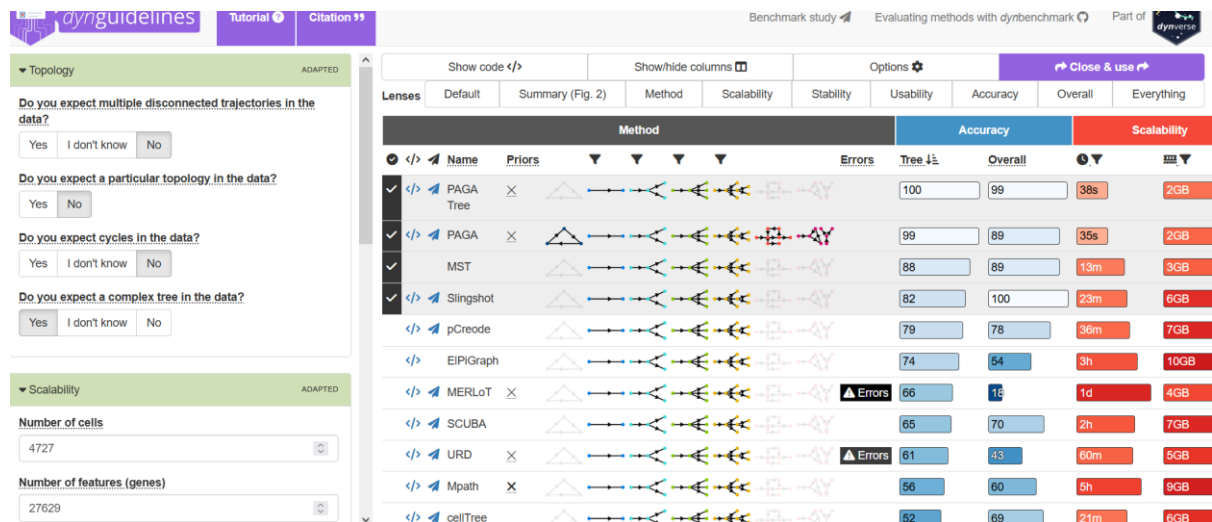 dynguidelines Tutorial Citation Benchmark study Evaluating methods with dynbenchmark Part of dynverse
Topology ADAPTED
Do you expect multiple disconnected trajectories in the
data?
Yes I don't know No
Do you expect a particular topology in the data?
Yes No
Do you expect cycles in the data?
Yes I don't know No
Do you expect a complex tree in the data?
Yes I don't know No
Scalability ADAPTED
Number of cells
4727
Number of features (genes)
27629
Show code </> Show/hide columns Options Close & use
Lenses Default Summary (Fig. 2) Method Scalability Stability Usability Accuracy Overall Everything
Method Accuracy Scalability
</> Name Priors Errors Tree Overall
</> PAGA Tree 100 99 38s 2GB
</> PAGA 99 89 35s 2GB
MST 88 89 13m 3GB
</> Slingshot 82 100 23m 6GB
</> pCreode 79 78 36m 7GB
</> ElPiGraph 74 54 3h 10GB
</> MERLoT Errors 66 18 1d 4GB
</> SCUBA 65 70 2h 7GB
</> URD Errors 61 43 60m 5GB
</> Mpath 56 60 5h 9GB
</> cellTree 52 69 21m 6GB